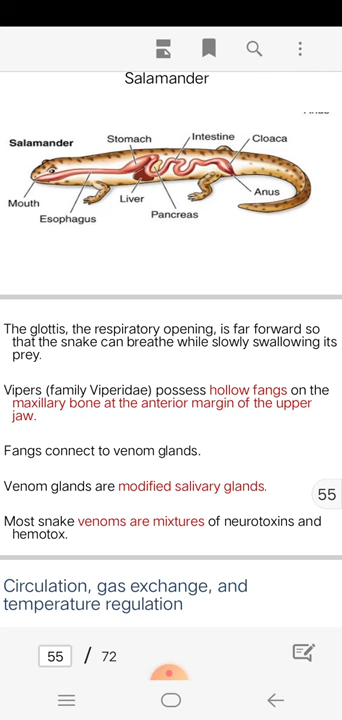 Salamander
Salamander
Stomach
Intestine
Cloaca
Mouth
Esophagus
Liver
Pancreas
Anus
The glottis, the respiratory opening, is far forward so
that the snake can breathe while slowly swallowing its
prey.
Vipers (family Viperidae) possess hollow fangs on the
maxillary bone at the anterior margin of the upper
jaw.
Fangs connect to venom glands.
Venom glands are modified salivary glands.
55
Most snake venoms are mixtures of neurotoxins and
hemotox.
Circulation, gas exchange, and
temperature regulation
55 / 72